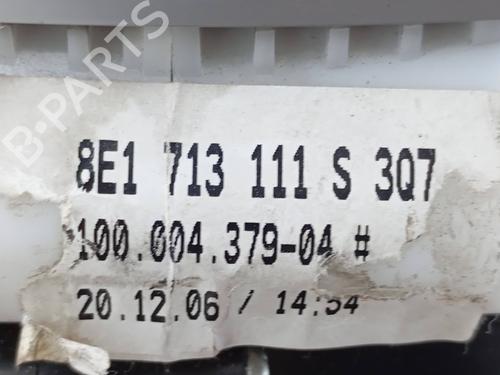 B-PARTS
8E1 713 111 S 3Q7
100.004.379-04 #
20.12.06 / 14:54